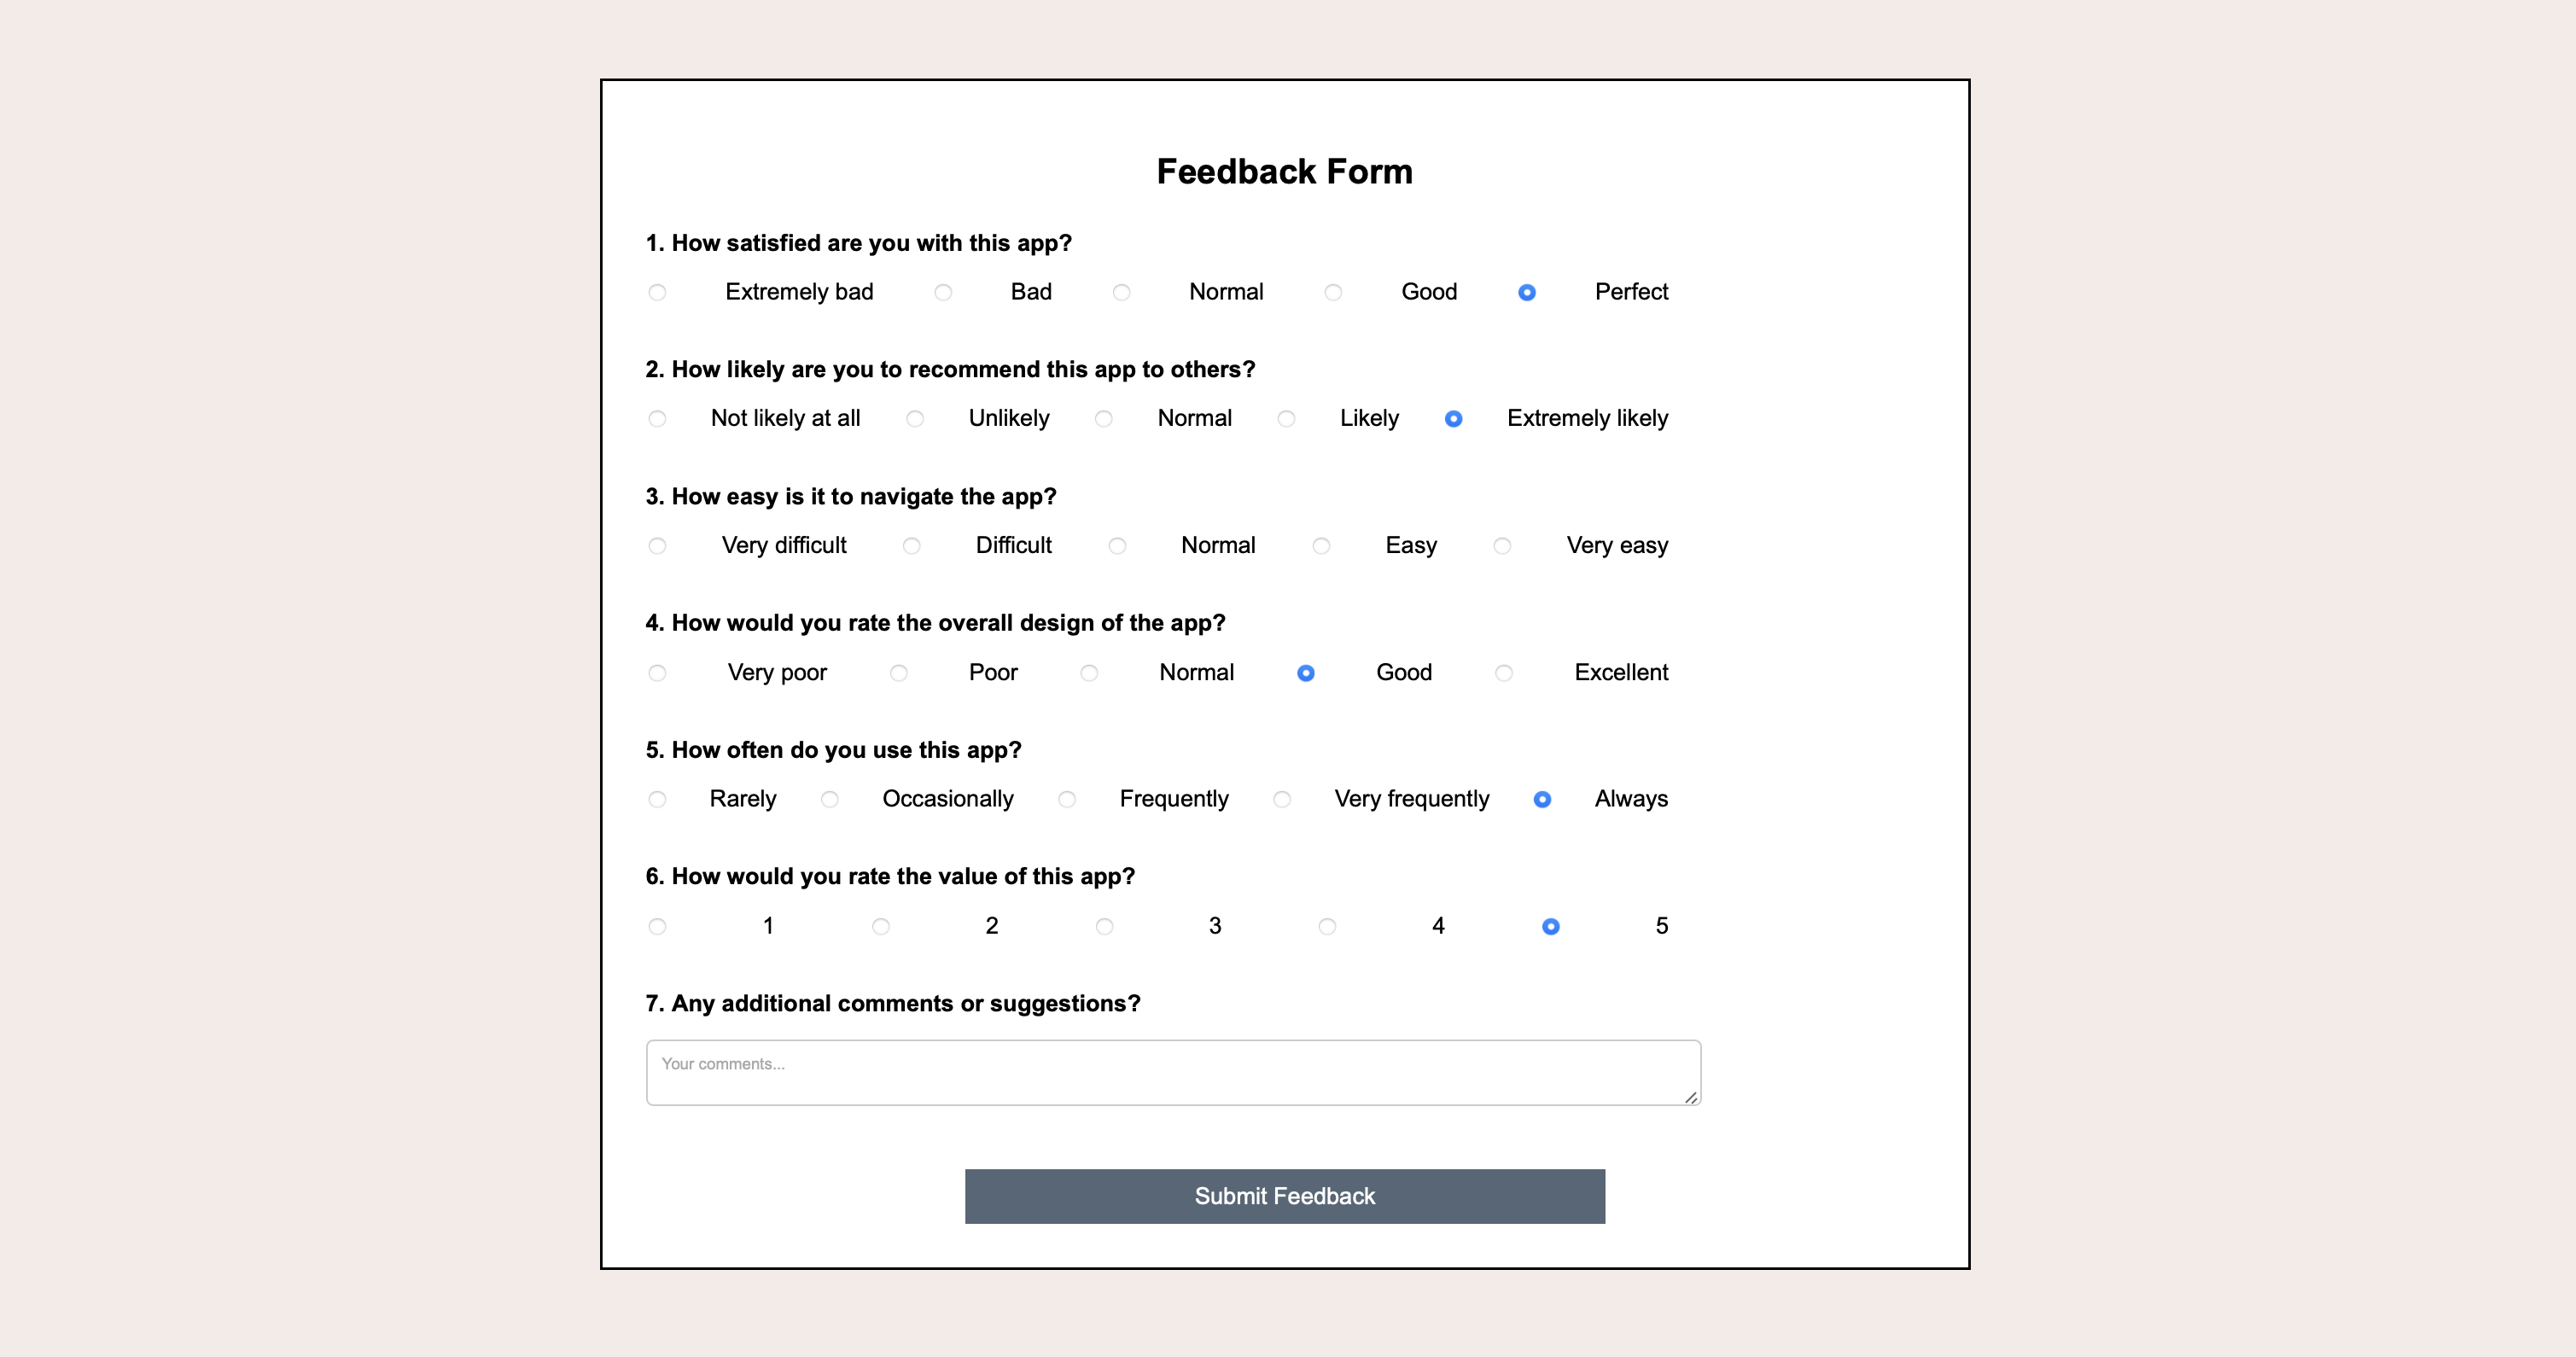 Feedback Form
1. How satisfied are you with this app?
Extremely bad Bad Normal Good Perfect
2. How likely are you to recommend this app to others?
Not likely at all Unlikely Normal Likely Extremely likely
3. How easy is it to navigate the app?
Very difficult Difficult Normal Easy Very easy
4. How would you rate the overall design of the app?
Very poor Poor Normal Good Excellent
5. How often do you use this app?
Rarely Occasionally Frequently Very frequently Always
6. How would you rate the value of this app?
1 2 3 4 5
7. Any additional comments or suggestions?
Your comments...
Submit Feedback